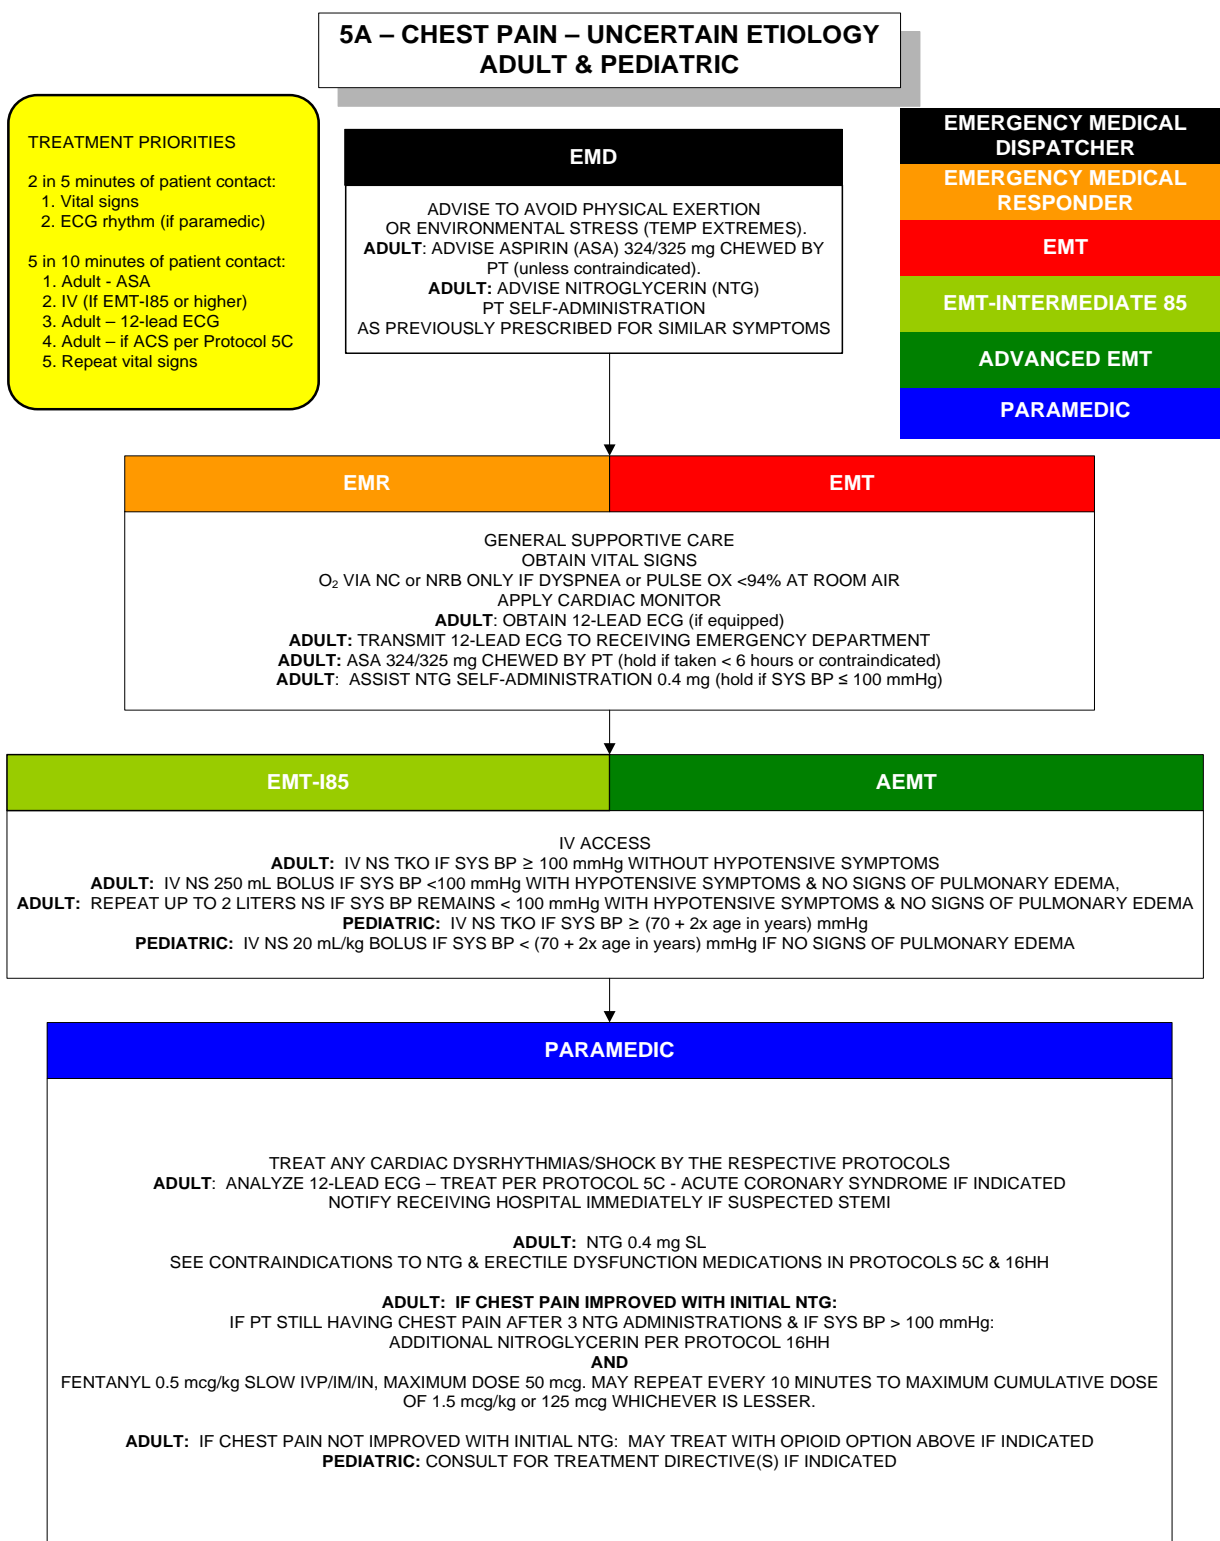 5A – CHEST PAIN – UNCERTAIN ETIOLOGY
ADULT & PEDIATRIC
TREATMENT PRIORITIES
2 in 5 minutes of patient contact:
1. Vital signs
2. ECG rhythm (if paramedic)
5 in 10 minutes of patient contact:
1. Adult - ASA
2. IV (If EMT-I85 or higher)
3. Adult – 12-lead ECG
4. Adult – if ACS per Protocol 5C
5. Repeat vital signs
EMD
ADVISE TO AVOID PHYSICAL EXERTION
OR ENVIRONMENTAL STRESS (TEMP EXTREMES).
ADULT: ADVISE ASPIRIN (ASA) 324/325 mg CHEWED BY
PT (unless contraindicated).
ADULT: ADVISE NITROGLYCERIN (NTG)
PT SELF-ADMINISTRATION
AS PREVIOUSLY PRESCRIBED FOR SIMILAR SYMPTOMS
EMERGENCY MEDICAL
DISPATCHER
EMERGENCY MEDICAL
RESPONDER
EMT
EMT-INTERMEDIATE 85
ADVANCED EMT
PARAMEDIC
EMR
EMT
GENERAL SUPPORTIVE CARE
OBTAIN VITAL SIGNS
O₂ VIA NC or NRB ONLY IF DYSPNEA or PULSE OX <94% AT ROOM AIR
APPLY CARDIAC MONITOR
ADULT: OBTAIN 12-LEAD ECG (if equipped)
ADULT: TRANSMIT 12-LEAD ECG TO RECEIVING EMERGENCY DEPARTMENT
ADULT: ASA 324/325 mg CHEWED BY PT (hold if taken < 6 hours or contraindicated)
ADULT: ASSIST NTG SELF-ADMINISTRATION 0.4 mg (hold if SYS BP ≤ 100 mmHg)
EMT-I85
AEMT
IV ACCESS
ADULT: IV NS TKO IF SYS BP ≥ 100 mmHg WITHOUT HYPOTENSIVE SYMPTOMS
ADULT: IV NS 250 mL BOLUS IF SYS BP <100 mmHg WITH HYPOTENSIVE SYMPTOMS & NO SIGNS OF PULMONARY EDEMA,
ADULT: REPEAT UP TO 2 LITERS NS IF SYS BP REMAINS < 100 mmHg WITH HYPOTENSIVE SYMPTOMS & NO SIGNS OF PULMONARY EDEMA
PEDIATRIC: IV NS TKO IF SYS BP ≥ (70 + 2x age in years) mmHg
PEDIATRIC: IV NS 20 mL/kg BOLUS IF SYS BP < (70 + 2x age in years) mmHg IF NO SIGNS OF PULMONARY EDEMA
PARAMEDIC
TREAT ANY CARDIAC DYSRHYTHMIAS/SHOCK BY THE RESPECTIVE PROTOCOLS
ADULT: ANALYZE 12-LEAD ECG – TREAT PER PROTOCOL 5C - ACUTE CORONARY SYNDROME IF INDICATED
NOTIFY RECEIVING HOSPITAL IMMEDIATELY IF SUSPECTED STEMI
ADULT: NTG 0.4 mg SL
SEE CONTRAINDICATIONS TO NTG & ERECTILE DYSFUNCTION MEDICATIONS IN PROTOCOLS 5C & 16HH
ADULT: IF CHEST PAIN IMPROVED WITH INITIAL NTG:
IF PT STILL HAVING CHEST PAIN AFTER 3 NTG ADMINISTRATIONS & IF SYS BP > 100 mmHg:
ADDITIONAL NITROGLYCERIN PER PROTOCOL 16HH
AND
FENTANYL 0.5 mcg/kg SLOW IVP/IM/IN, MAXIMUM DOSE 50 mcg. MAY REPEAT EVERY 10 MINUTES TO MAXIMUM CUMULATIVE DOSE
OF 1.5 mcg/kg or 125 mcg WHICHEVER IS LESSER.
ADULT: IF CHEST PAIN NOT IMPROVED WITH INITIAL NTG: MAY TREAT WITH OPIOID OPTION ABOVE IF INDICATED
PEDIATRIC: CONSULT FOR TREATMENT DIRECTIVE(S) IF INDICATED